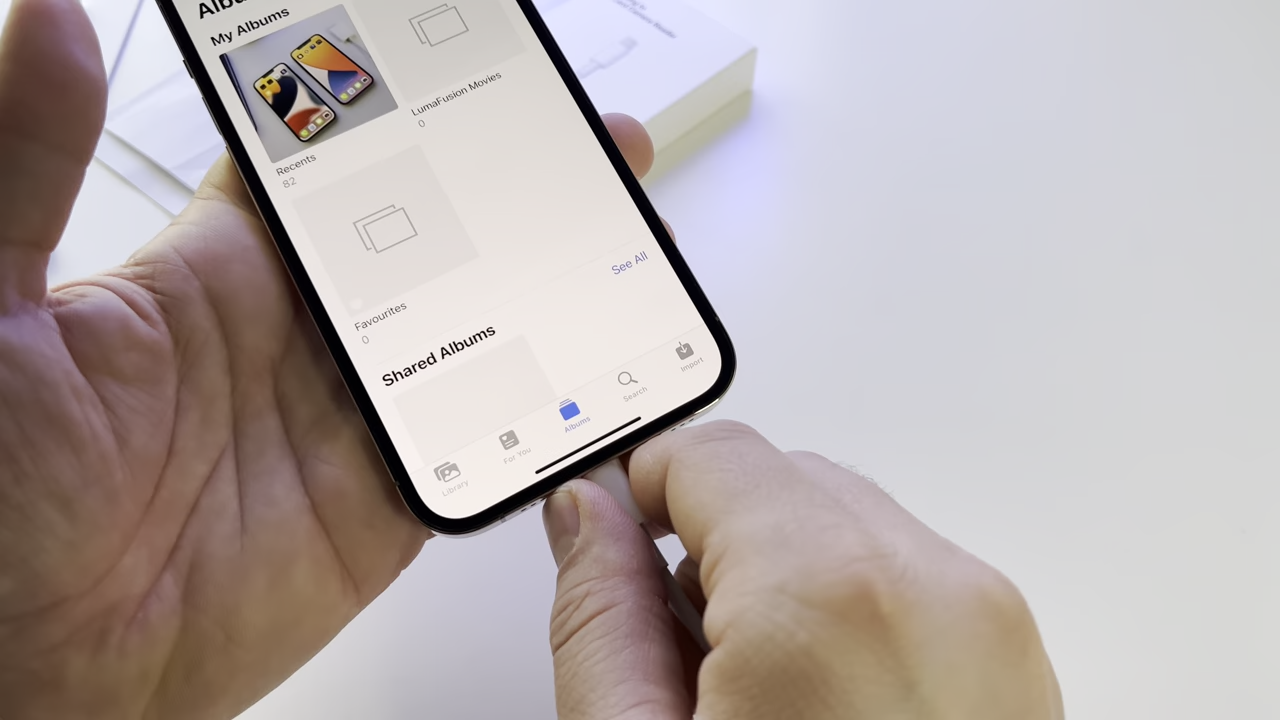 My Albums
Recents
82
LumaFusion Movies
0
Favourites
0
See All
Shared Albums
Library
For You
Albums
Search
Import